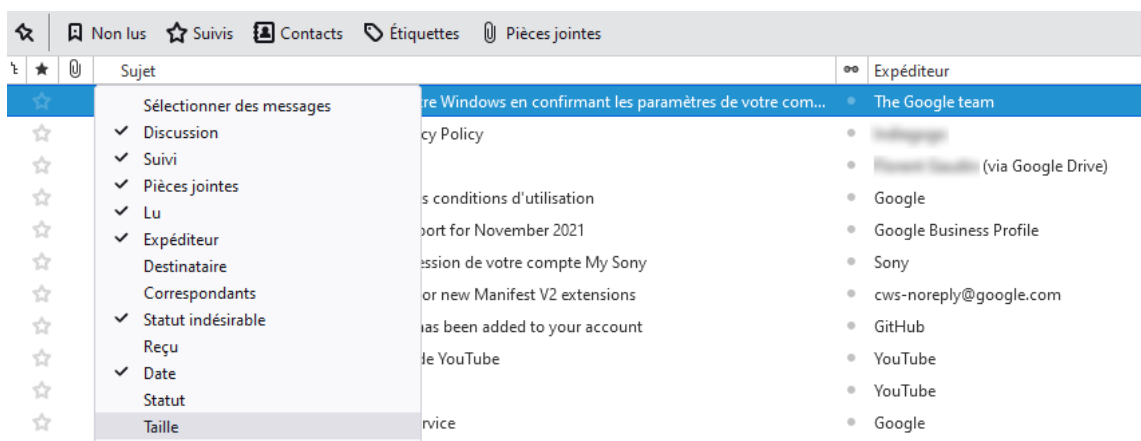 Non lus Suivis Contacts Étiquettes Pièces jointes
Sujet Expéditeur
Sélectionner des messages
Discussion
Suivi
Pièces jointes
Lu
Expéditeur
Destinataire
Correspondants
Statut indésirable
Reçu
Date
Statut
Taille
re Windows en confirmant les paramètres de votre com... The Google team
cy Policy
(via Google Drive)
s conditions d'utilisation Google
ort for November 2021 Google Business Profile
ession de votre compte My Sony Sony
or new Manifest V2 extensions cws-noreply@google.com
as been added to your account GitHub
de YouTube YouTube
YouTube
rvice Google